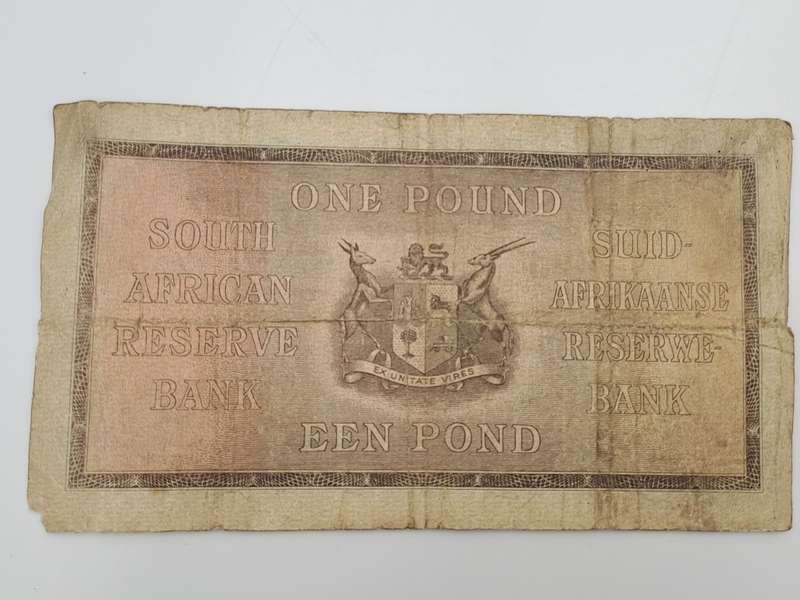 ONE POUND
SOUTH
AFRICAN
RESERVE
BANK
SUID-
AFRIKAANSE
RESERWE-
BANK
EX UNITATE VIRES
EEN POND